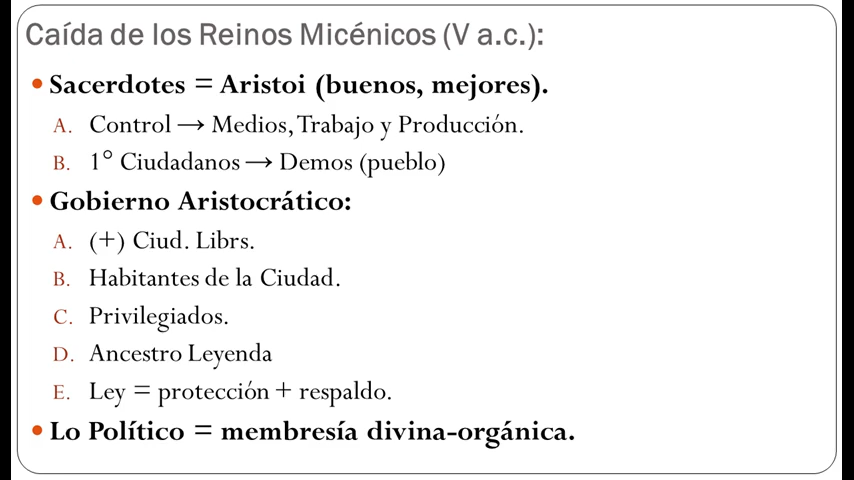 Caída de los Reinos Micénicos (V a.c.):
• Sacerdotes = Aristoi (buenos, mejores).
A. Control → Medios, Trabajo y Producción.
B. 1° Ciudadanos → Demos (pueblo)
• Gobierno Aristocrático:
A. (+) Ciud. Librs.
B. Habitantes de la Ciudad.
C. Privilegiados.
D. Ancestro Leyenda
E. Ley = protección + respaldo.
• Lo Político = membresía divina-orgánica.